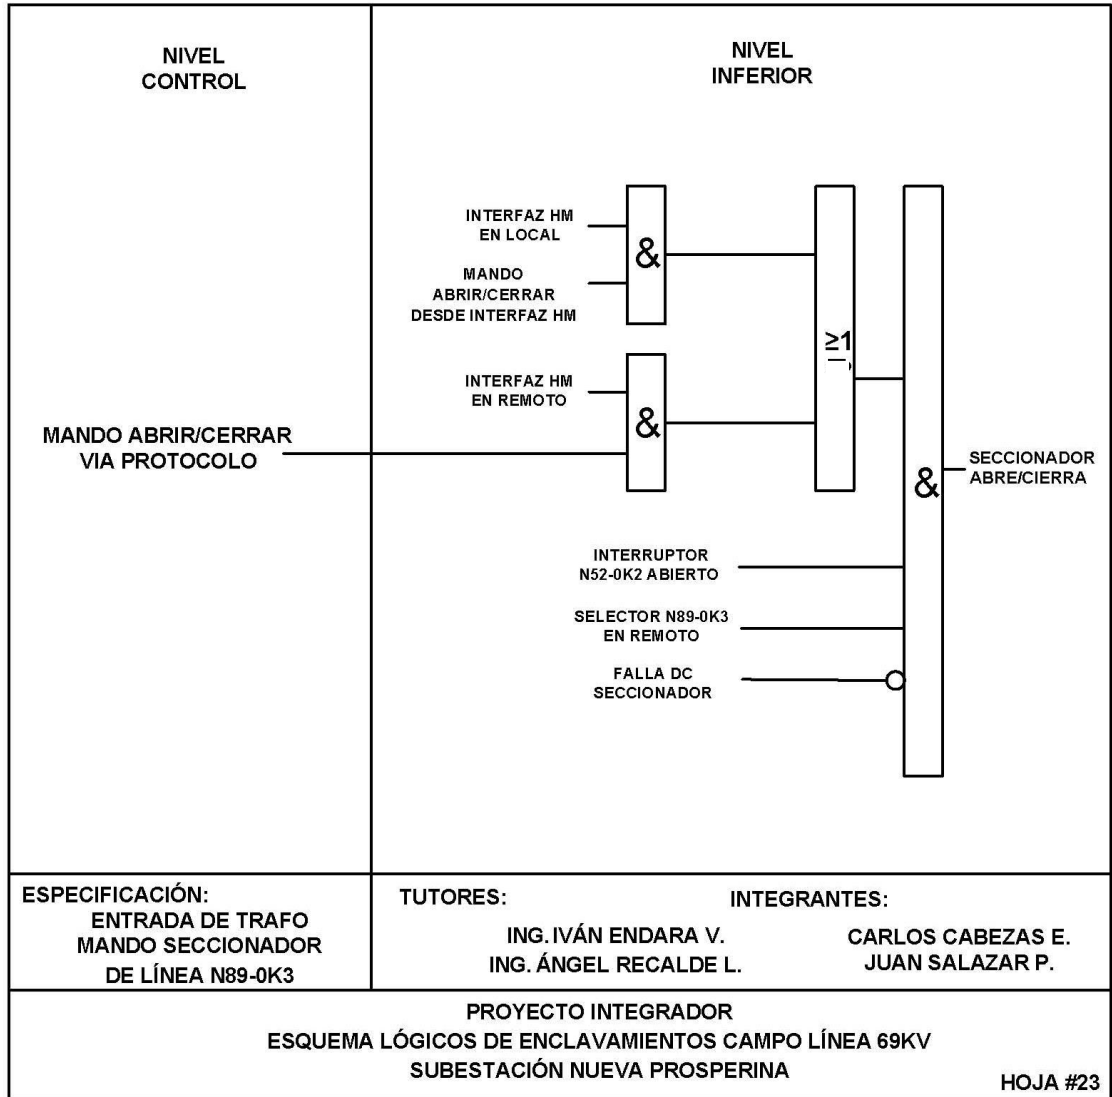 NIVEL
CONTROL
NIVEL
INFERIOR
INTERFAZ HM
EN LOCAL
MANDO
ABRIR/CERRAR
DESDE INTERFAZ HM
&
≥1
INTERFAZ HM
EN REMOTO
&
MANDO ABRIR/CERRAR
VIA PROTOCOLO
&
SECCIONADOR
ABRE/CIERRA
INTERRUPTOR
N52-0K2 ABIERTO
SELECTOR N89-0K3
EN REMOTO
FALLA DC
SECCIONADOR
ESPECIFICACIÓN:
ENTRADA DE TRAFO
MANDO SECCIONADOR
DE LÍNEA N89-0K3
TUTORES:
ING. IVÁN ENDARA V.
ING. ÁNGEL RECALDE L.
INTEGRANTES:
CARLOS CABEZAS E.
JUAN SALAZAR P.
PROYECTO INTEGRADOR
ESQUEMA LÓGICOS DE ENCLAVAMIENTOS CAMPO LÍNEA 69KV
SUBESTACIÓN NUEVA PROSPERINA
HOJA #23